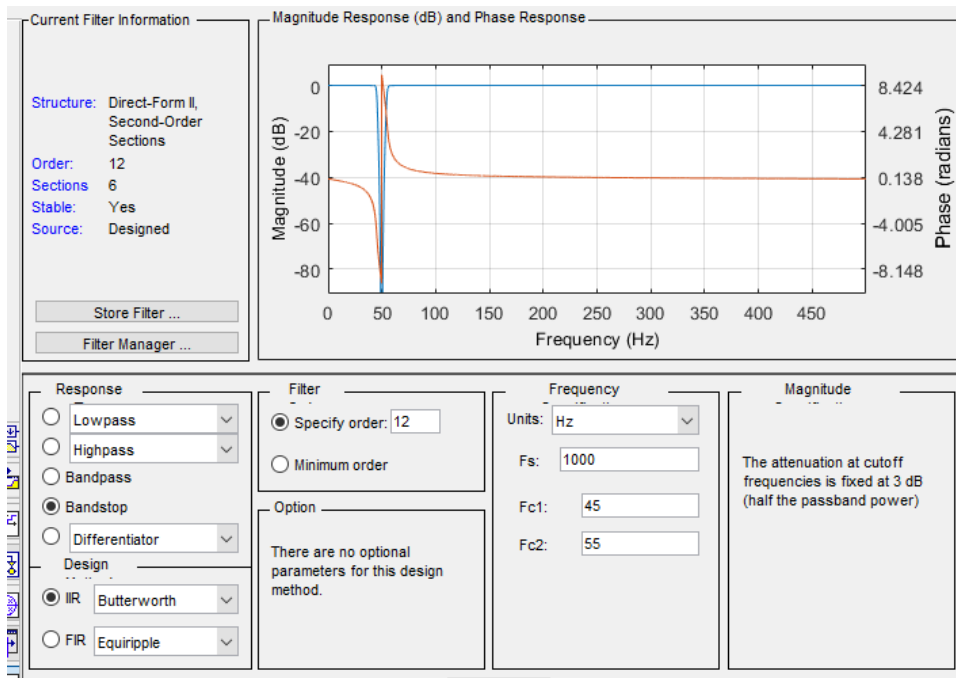 Current Filter Information
Structure: Direct-Form II,
Second-Order
Sections
Order: 12
Sections 6
Stable: Yes
Source: Designed
Store Filter ...
Filter Manager ...
Magnitude Response (dB) and Phase Response
Magnitude (dB)
0
-20
-40
-60
-80
8.424
4.281
0.138
-4.005
-8.148
Phase (radians)
0 50 100 150 200 250 300 350 400 450
Frequency (Hz)
Response
Lowpass
Highpass
Bandpass
Bandstop
Differentiator
Design
IIR Butterworth
FIR Equiripple
Filter
Specify order: 12
Minimum order
Option
There are no optional
parameters for this design
method.
Frequency
Units: Hz
Fs: 1000
Fc1: 45
Fc2: 55
Magnitude
The attenuation at cutoff
frequencies is fixed at 3 dB
(half the passband power)